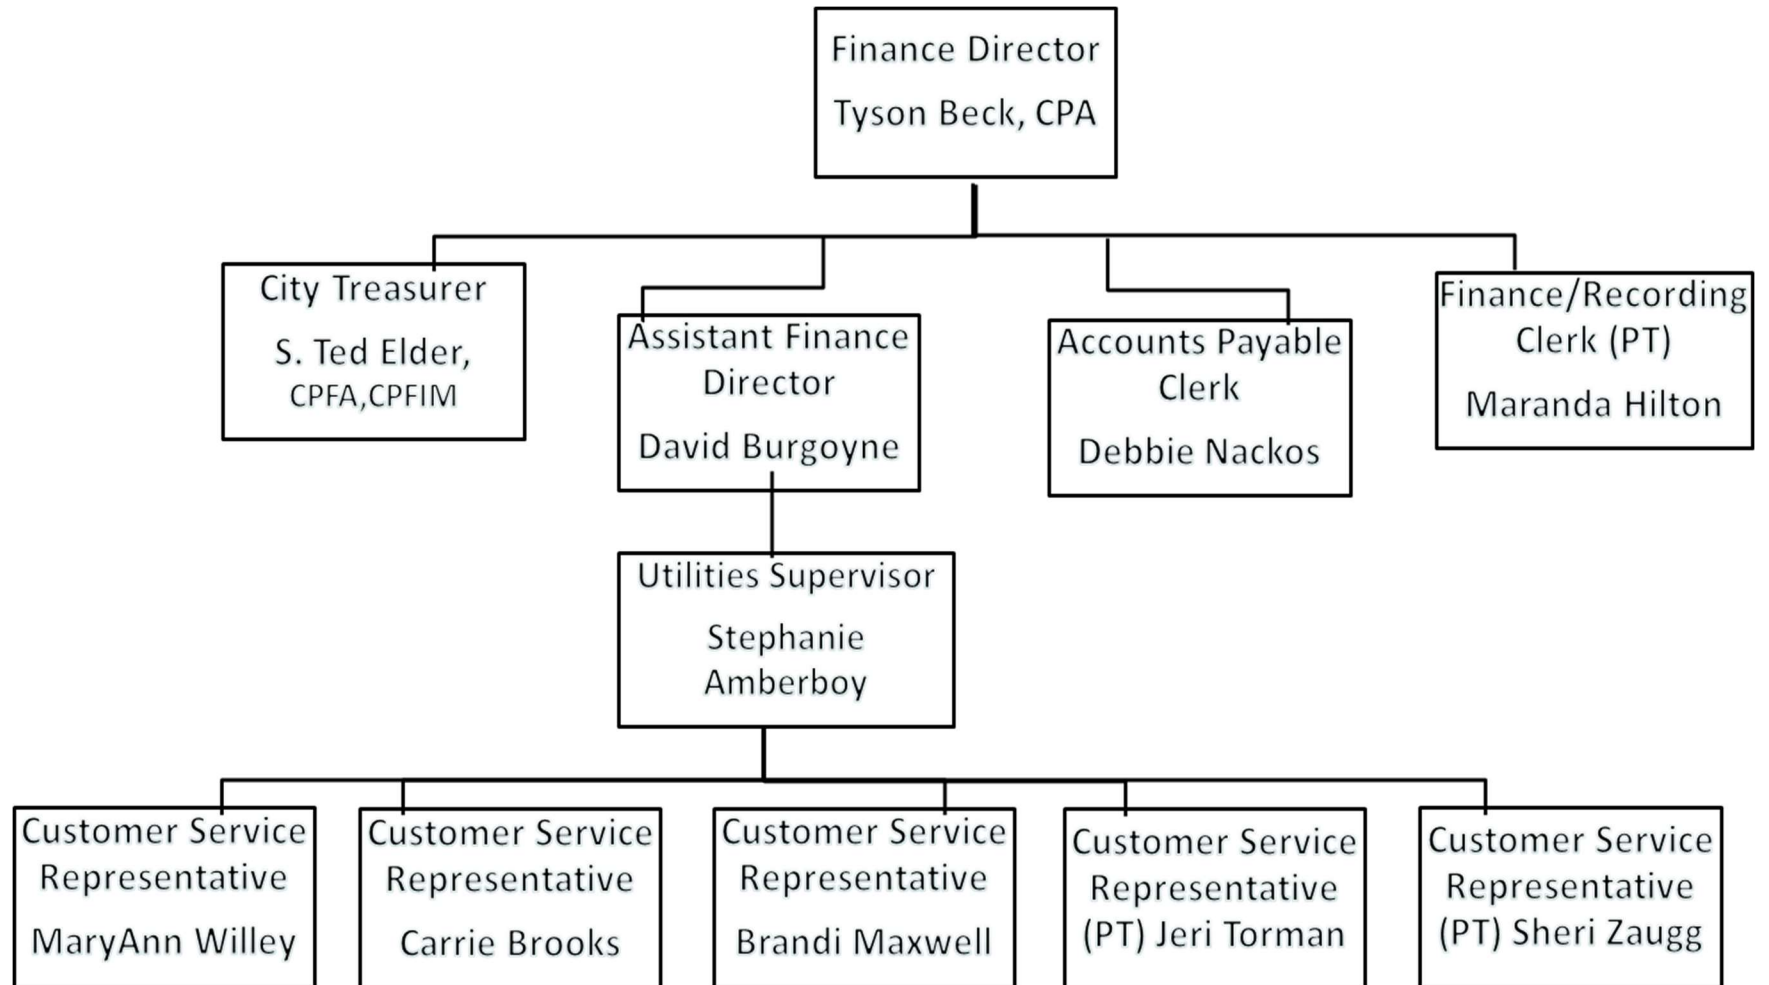 Finance Director
Tyson Beck, CPA
City Treasurer
S. Ted Elder,
CPFA,CPFIM
Assistant Finance
Director
David Burgoyne
Accounts Payable
Clerk
Debbie Nackos
Finance/Recording
Clerk (PT)
Maranda Hilton
Utilities Supervisor
Stephanie
Amberboy
Customer Service
Representative
MaryAnn Willey
Customer Service
Representative
Carrie Brooks
Customer Service
Representative
Brandi Maxwell
Customer Service
Representative
(PT) Jeri Torman
Customer Service
Representative
(PT) Sheri Zaugg